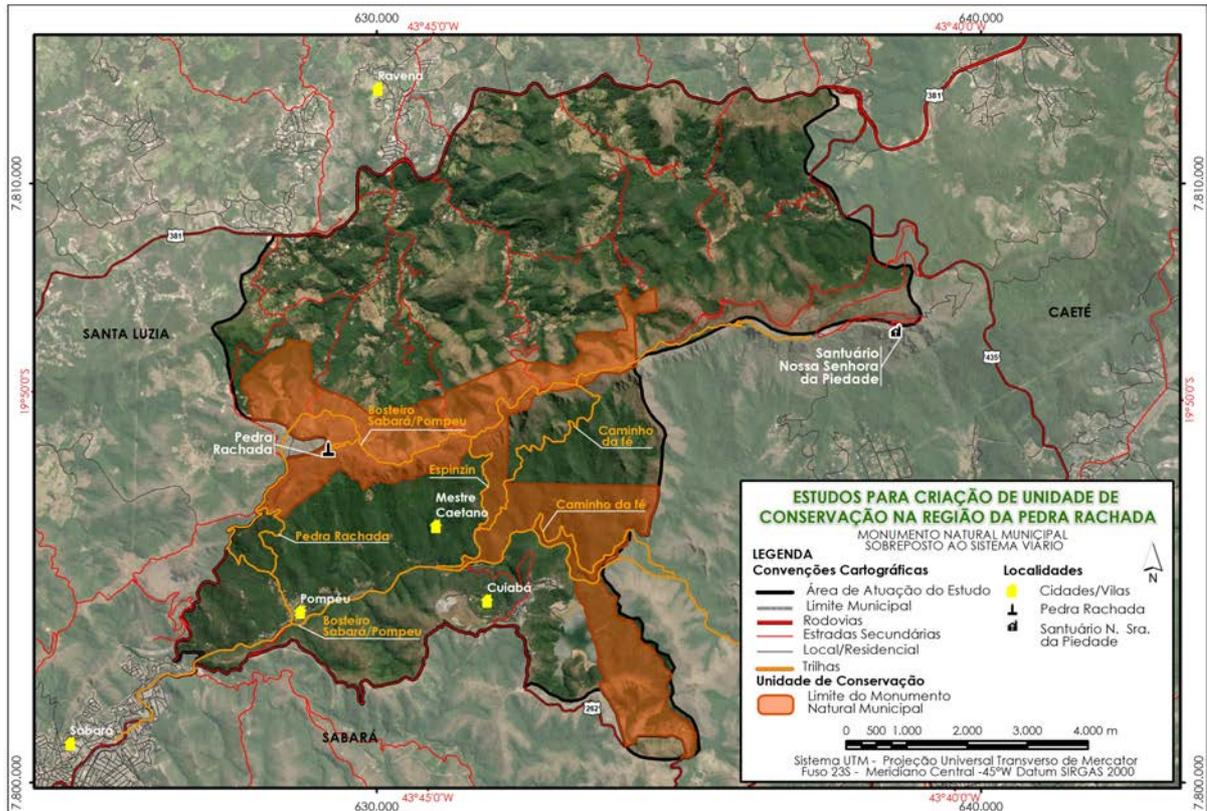 630.000
640.000
43°45'0"W
43°40'0"W
Ravena
381
7.810.000
7.810.000
381
SANTA LUZIA
CAETÉ
Santuário
Nossa Senhora
da Piedade
435
19°50'0"S
19°50'0"S
Bosteiro
Sabará/Pompeu
Pedra
Rachada
Caminho
da fé
Espinzin
Mestre
Caetano
Caminho da fé
Pedra Rachada
Cuiabá
Pompéu
Bosteiro
Sabará/Pompeu
262
Sabará
SABARÁ
ESTUDOS PARA CRIAÇÃO DE UNIDADE DE
CONSERVAÇÃO NA REGIÃO DA PEDRA RACHADA
MONUMENTO NATURAL MUNICIPAL
SOBREPOSTO AO SISTEMA VIÁRIO
LEGENDA
Convenções Cartográficas
Área de Atuação do Estudo
Limite Municipal
Rodovias
Estradas Secundárias
Local/Residencial
Trilhas
Unidade de Conservação
Limite do Monumento
Natural Municipal
Localidades
Cidades/Vilas
Pedra Rachada
Santuário N. Sra.
da Piedade
N
0 500 1.000 2.000 3.000 4.000 m
Sistema UTM - Projeção Universal Transverso de Mercator
Fuso 23S - Meridiano Central -45°W Datum SIRGAS 2000
7.800.000
7.800.000
630.000
43°45'0"W
43°40'0"W
640.000